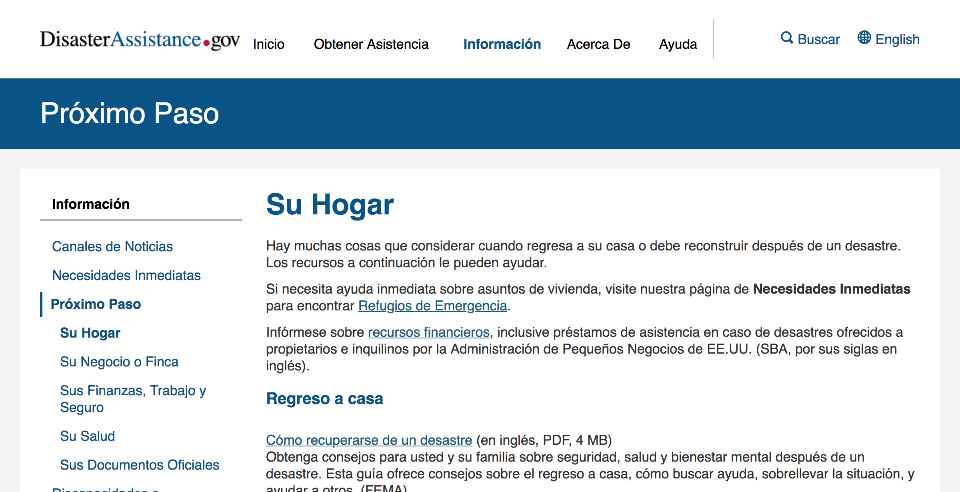 DisasterAssistance.gov
Inicio
Obtener Asistencia
Información
Acerca De
Ayuda
Buscar
English
Próximo Paso
Información
Canales de Noticias
Necesidades Inmediatas
Próximo Paso
Su Hogar
Su Negocio o Finca
Sus Finanzas, Trabajo y
Seguro
Su Salud
Sus Documentos Oficiales
Discapacidades o
Su Hogar
Hay muchas cosas que considerar cuando regresa a su casa o debe reconstruir después de un desastre.
Los recursos a continuación le pueden ayudar.
Si necesita ayuda inmediata sobre asuntos de vivienda, visite nuestra página de Necesidades Inmediatas
para encontrar Refugios de Emergencia.
Infórmese sobre recursos financieros, inclusive préstamos de asistencia en caso de desastres ofrecidos a
propietarios e inquilinos por la Administración de Pequeños Negocios de EE.UU. (SBA, por sus siglas en
inglés).
Regreso a casa
Cómo recuperarse de un desastre (en inglés, PDF, 4 MB)
Obtenga consejos para usted y su familia sobre seguridad, salud y bienestar mental después de un
desastre. Esta guía ofrece consejos sobre el regreso a casa, cómo buscar ayuda, sobrellevar la situación, y
ayudar a otros. (FEMA)